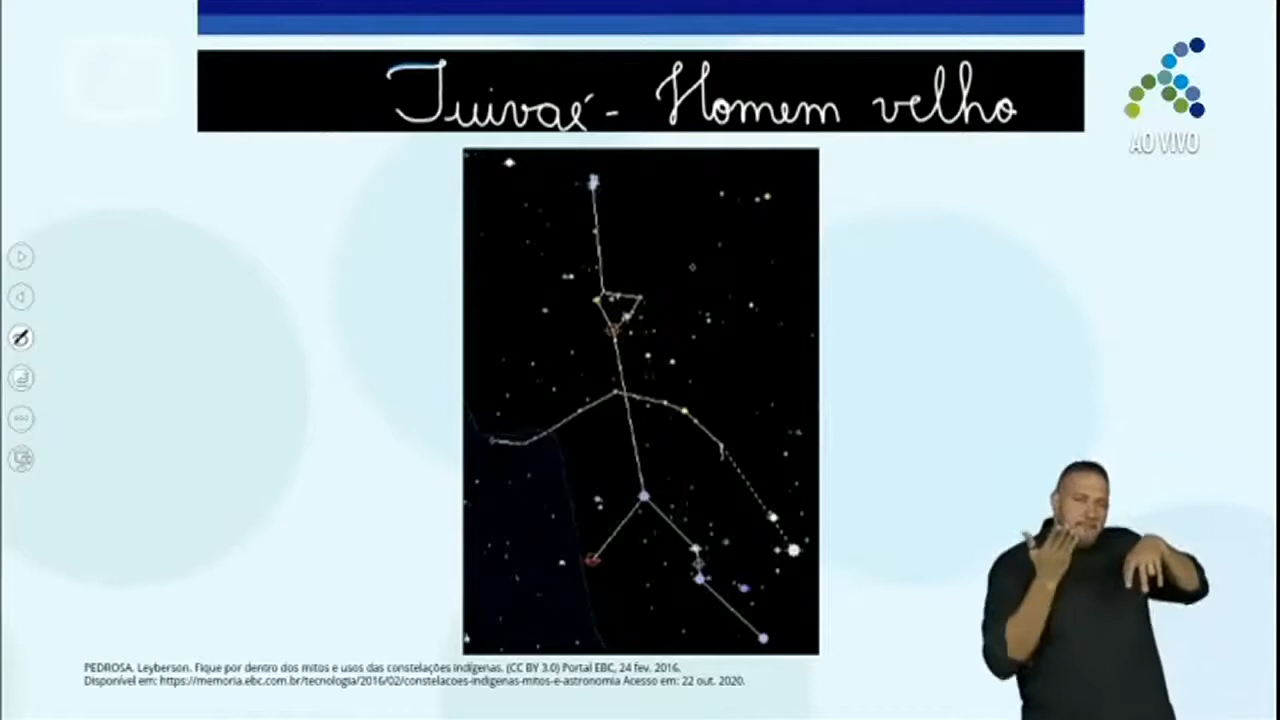 Tuivaé - Homem velho
AO VIVO
PEDROSA. Leyberson. Fique por dentro dos mitos e usos das constelações indígenas. (CC BY 3.0) Portal EBC, 24 fev. 2016.
Disponível em: https://memoria.ebc.com.br/tecnologia/2016/02/constelacoes-indigenas-mitos-e-astronomia Acesso em: 22 out. 2020.